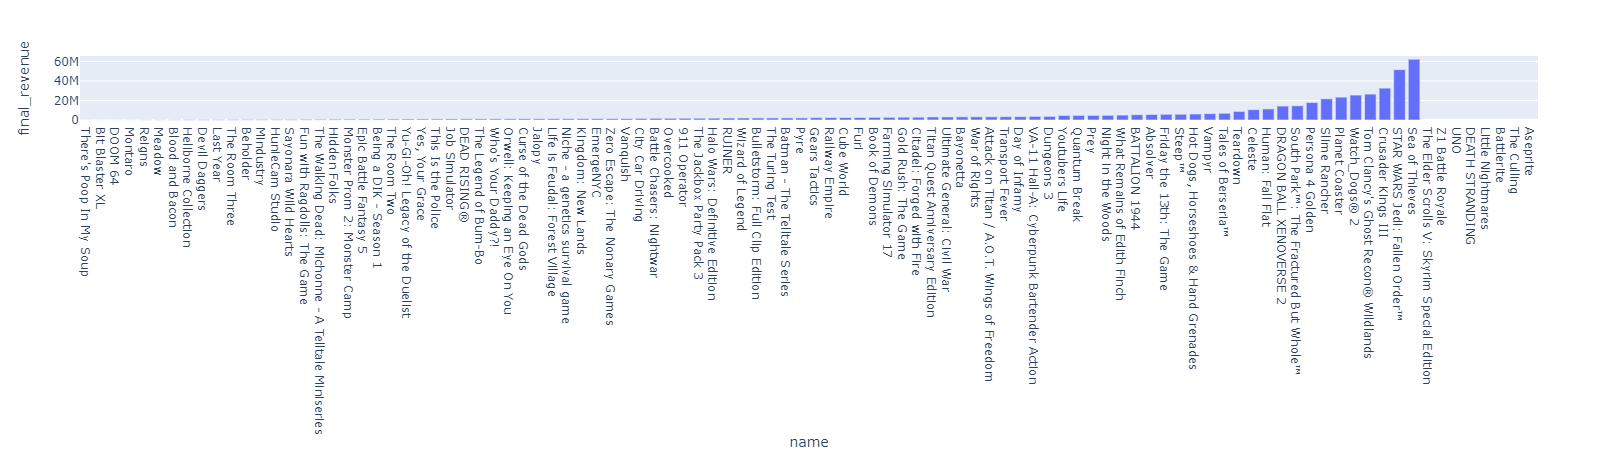 final_revenue
60M
40M
20M
0
There's Poop In My Soup
Bit Blaster XL
DOOM 64
Montaro
Reigns
Meadow
Blood and Bacon
Hellborne Collection
Devil Daggers
Last Year
The Room Three
Beholder
Mindustry
HunieCam Studio
Sayonara Wild Hearts
Fun with Ragdolls: The Game
The Walking Dead: Michonne - A Telltale Miniseries
Hidden Folks
Monster Prom 2: Monster Camp
Epic Battle Fantasy 5
Being a DIK - Season 1
The Room Two
Yu-Gi-Oh! Legacy of the Duelist
Yes, Your Grace
This Is the Police
Job Simulator
DEAD RISING®
The Legend of Bum-Bo
Who's Your Daddy?!
Orwell: Keeping an Eye On You
Curse of the Dead Gods
Jalopy
Life is Feudal: Forest Village
Niche - a genetics survival game
Kingdom: New Lands
EmergeNYC
Zero Escape: The Nonary Games
Vanquish
City Car Driving
Battle Chasers: Nightwar
Overcooked
911 Operator
The Jackbox Party Pack 3
Halo Wars: Definitive Edition
RUINER
Wizard of Legend
Bulletstorm: Full Clip Edition
The Turing Test
Batman - The Telltale Series
Pyre
Gears Tactics
Railway Empire
Cube World
Furi
Book of Demons
Farming Simulator 17
Gold Rush: The Game
Citadel: Forged with Fire
Titan Quest Anniversary Edition
Ultimate General: Civil War
Bayonetta
War of Rights
Attack on Titan / A.O.T. Wings of Freedom
Transport Fever
Day of Infamy
VA-11 Hall-A: Cyberpunk Bartender Action
Dungeons 3
Youtubers Life
Quantum Break
Prey
Night in the Woods
What Remains of Edith Finch
BATTALION 1944
Absolver
Friday the 13th: The Game
Steep™
Hot Dogs, Horseshoes & Hand Grenades
Vampyr
Tales of Berseria™
Teardown
Celeste
Human: Fall Flat
DRAGON BALL XENOVERSE 2
South Park™: The Fractured But Whole™
Persona 4 Golden
Slime Rancher
Planet Coaster
Watch_Dogs® 2
Tom Clancy's Ghost Recon® Wildlands
Crusader Kings III
STAR WARS Jedi: Fallen Order™
Sea of Thieves
The Elder Scrolls V: Skyrim Special Edition
Z1 Battle Royale
UNO
DEATH STRANDING
Little Nightmares
Battlerite
The Culling
Aseprite
name